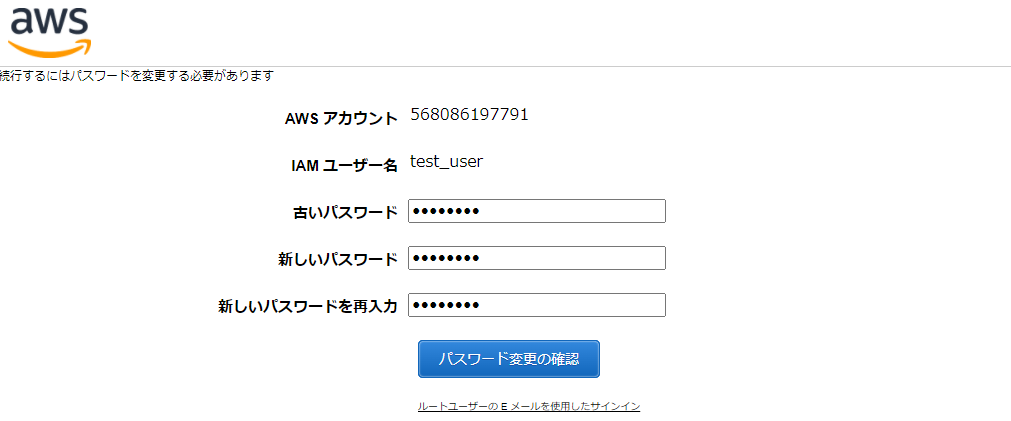 aws
続行するにはパスワードを変更する必要があります
AWS アカウント 568086197791
IAM ユーザー名 test_user
古いパスワード ••••••••
新しいパスワード ••••••••
新しいパスワードを再入力 ••••••••
パスワード変更の確認
ルートユーザーの E メールを使用したサインイン